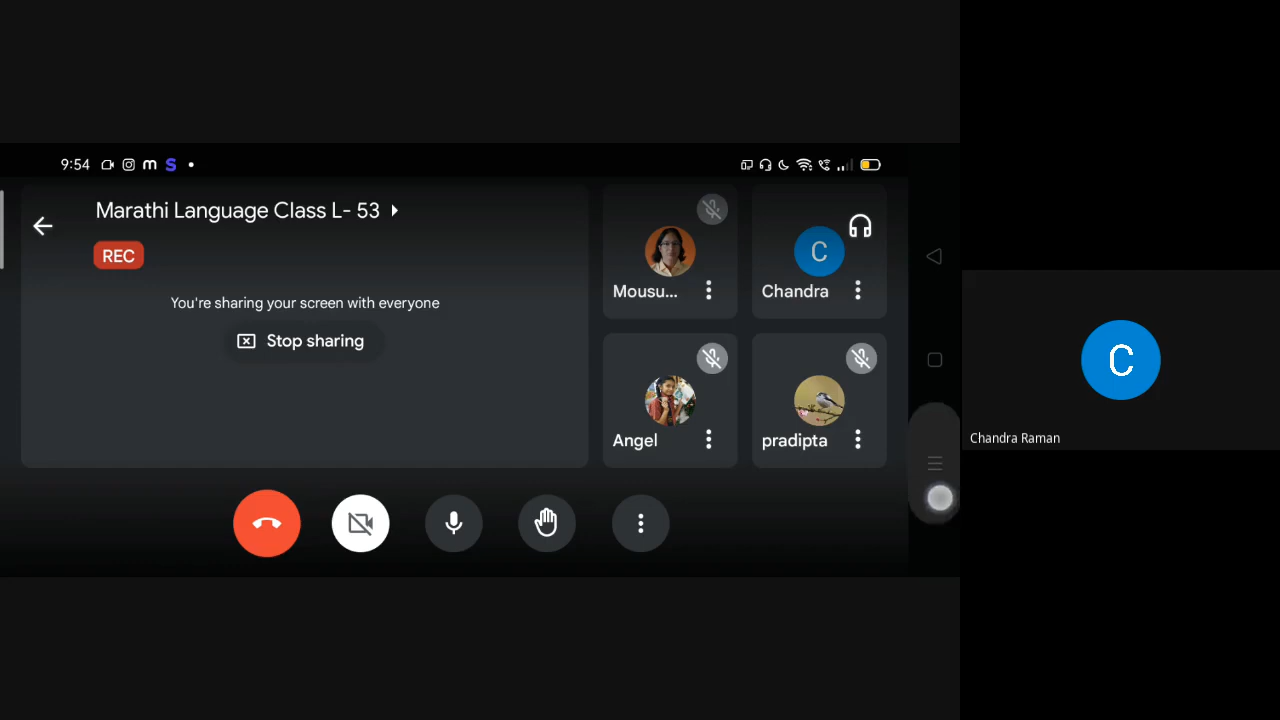 9:54
Marathi Language Class L- 53
REC
You're sharing your screen with everyone
Stop sharing
Mousu...
C
Chandra
Angel
pradipta
C
Chandra Raman